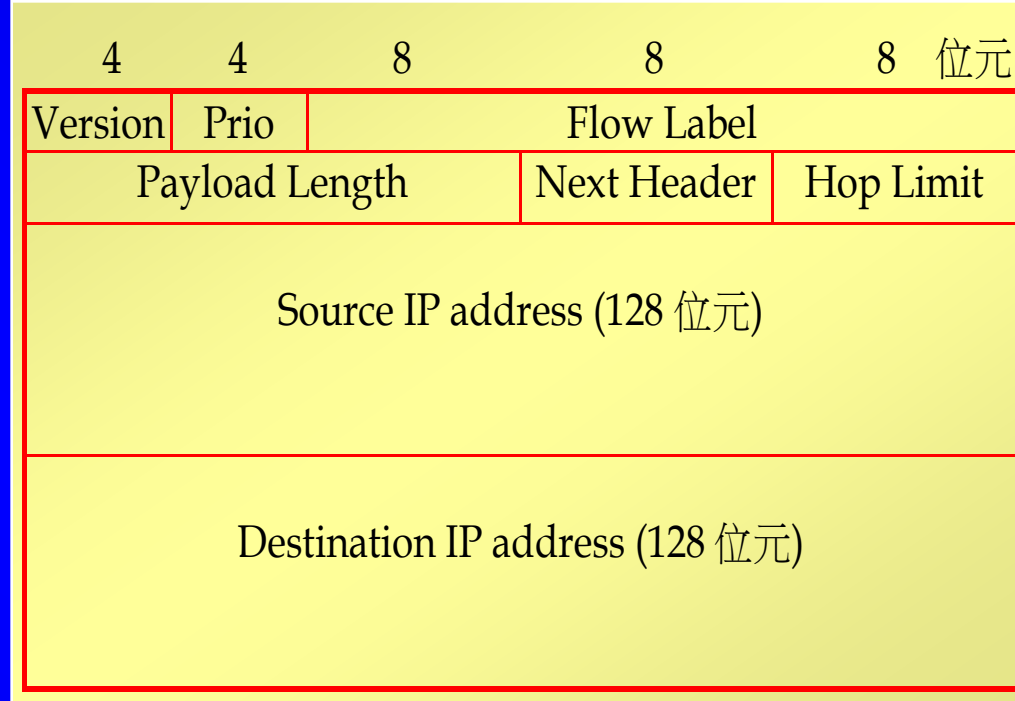 4 4 8 8 8 位元
Version Prio Flow Label
Payload Length Next Header Hop Limit
Source IP address (128 位元)
Destination IP address (128 位元)